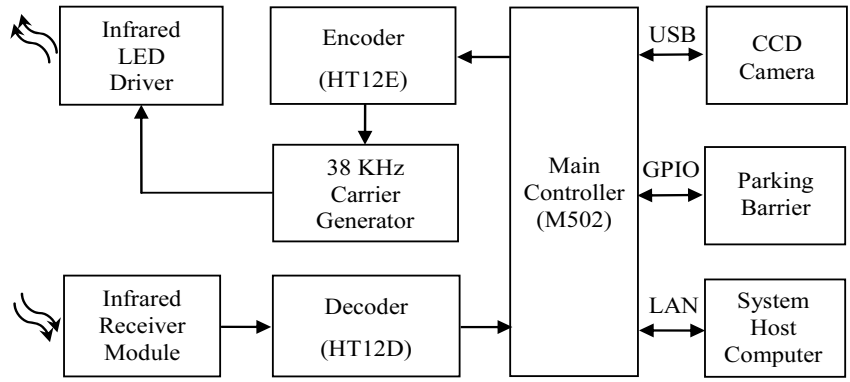 Infrared
LED
Driver
Encoder
(HT12E)
38 KHz
Carrier
Generator
Infrared
Receiver
Module
Decoder
(HT12D)
Main
Controller
(M502)
USB
CCD
Camera
GPIO
Parking
Barrier
LAN
System
Host
Computer